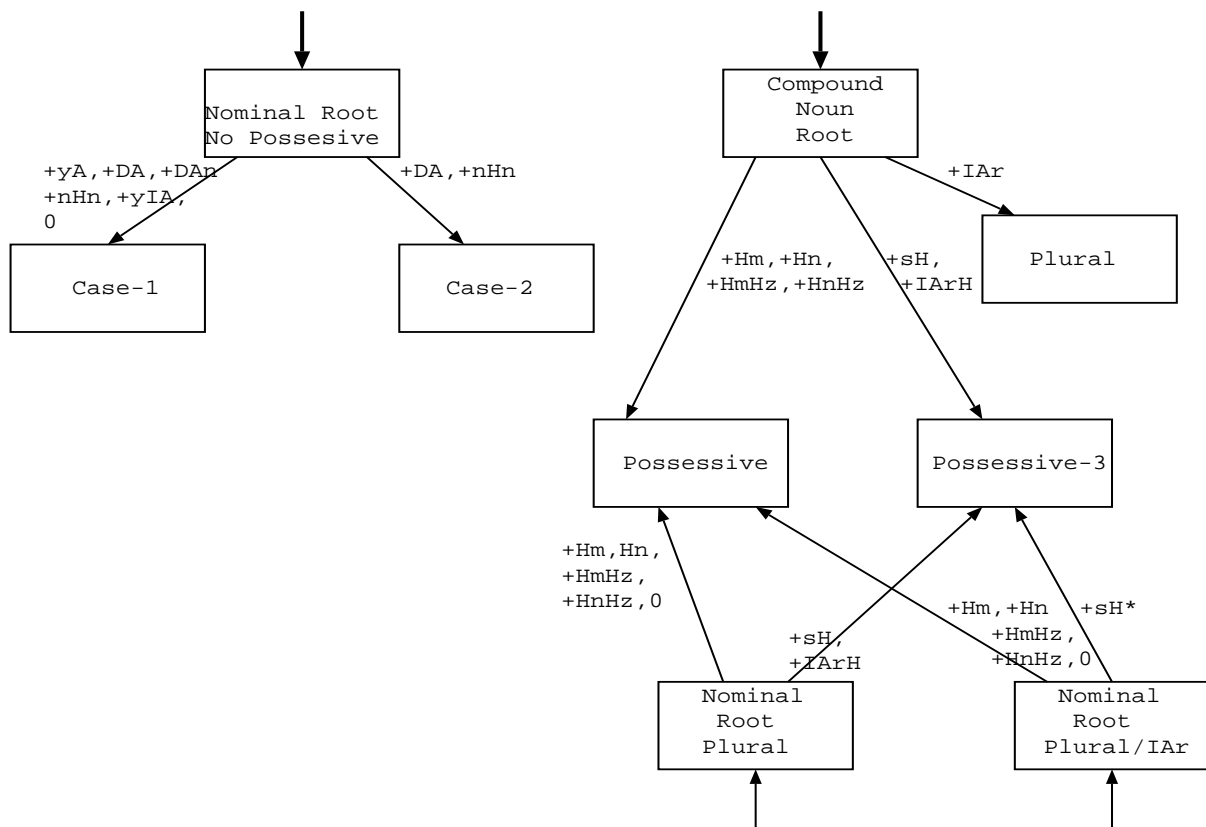 Nominal Root
No Possesive
+yA,+DA,+DAn
+nHn,+yIA,
0
+DA,+nHn
Case-1
Case-2
Compound
Noun
Root
+IAr
+Hm,+Hn,
+HmHz,+HnHz
+sH,
+IArH
Plural
Possessive
Possessive-3
+Hm,Hn,
+HmHz,
+HnHz,0
+sH,
+IArH
+Hm,+Hn
+HmHz,
+HnHz,0
+sH*
Nominal
Root
Plural
Nominal
Root
Plural/IAr